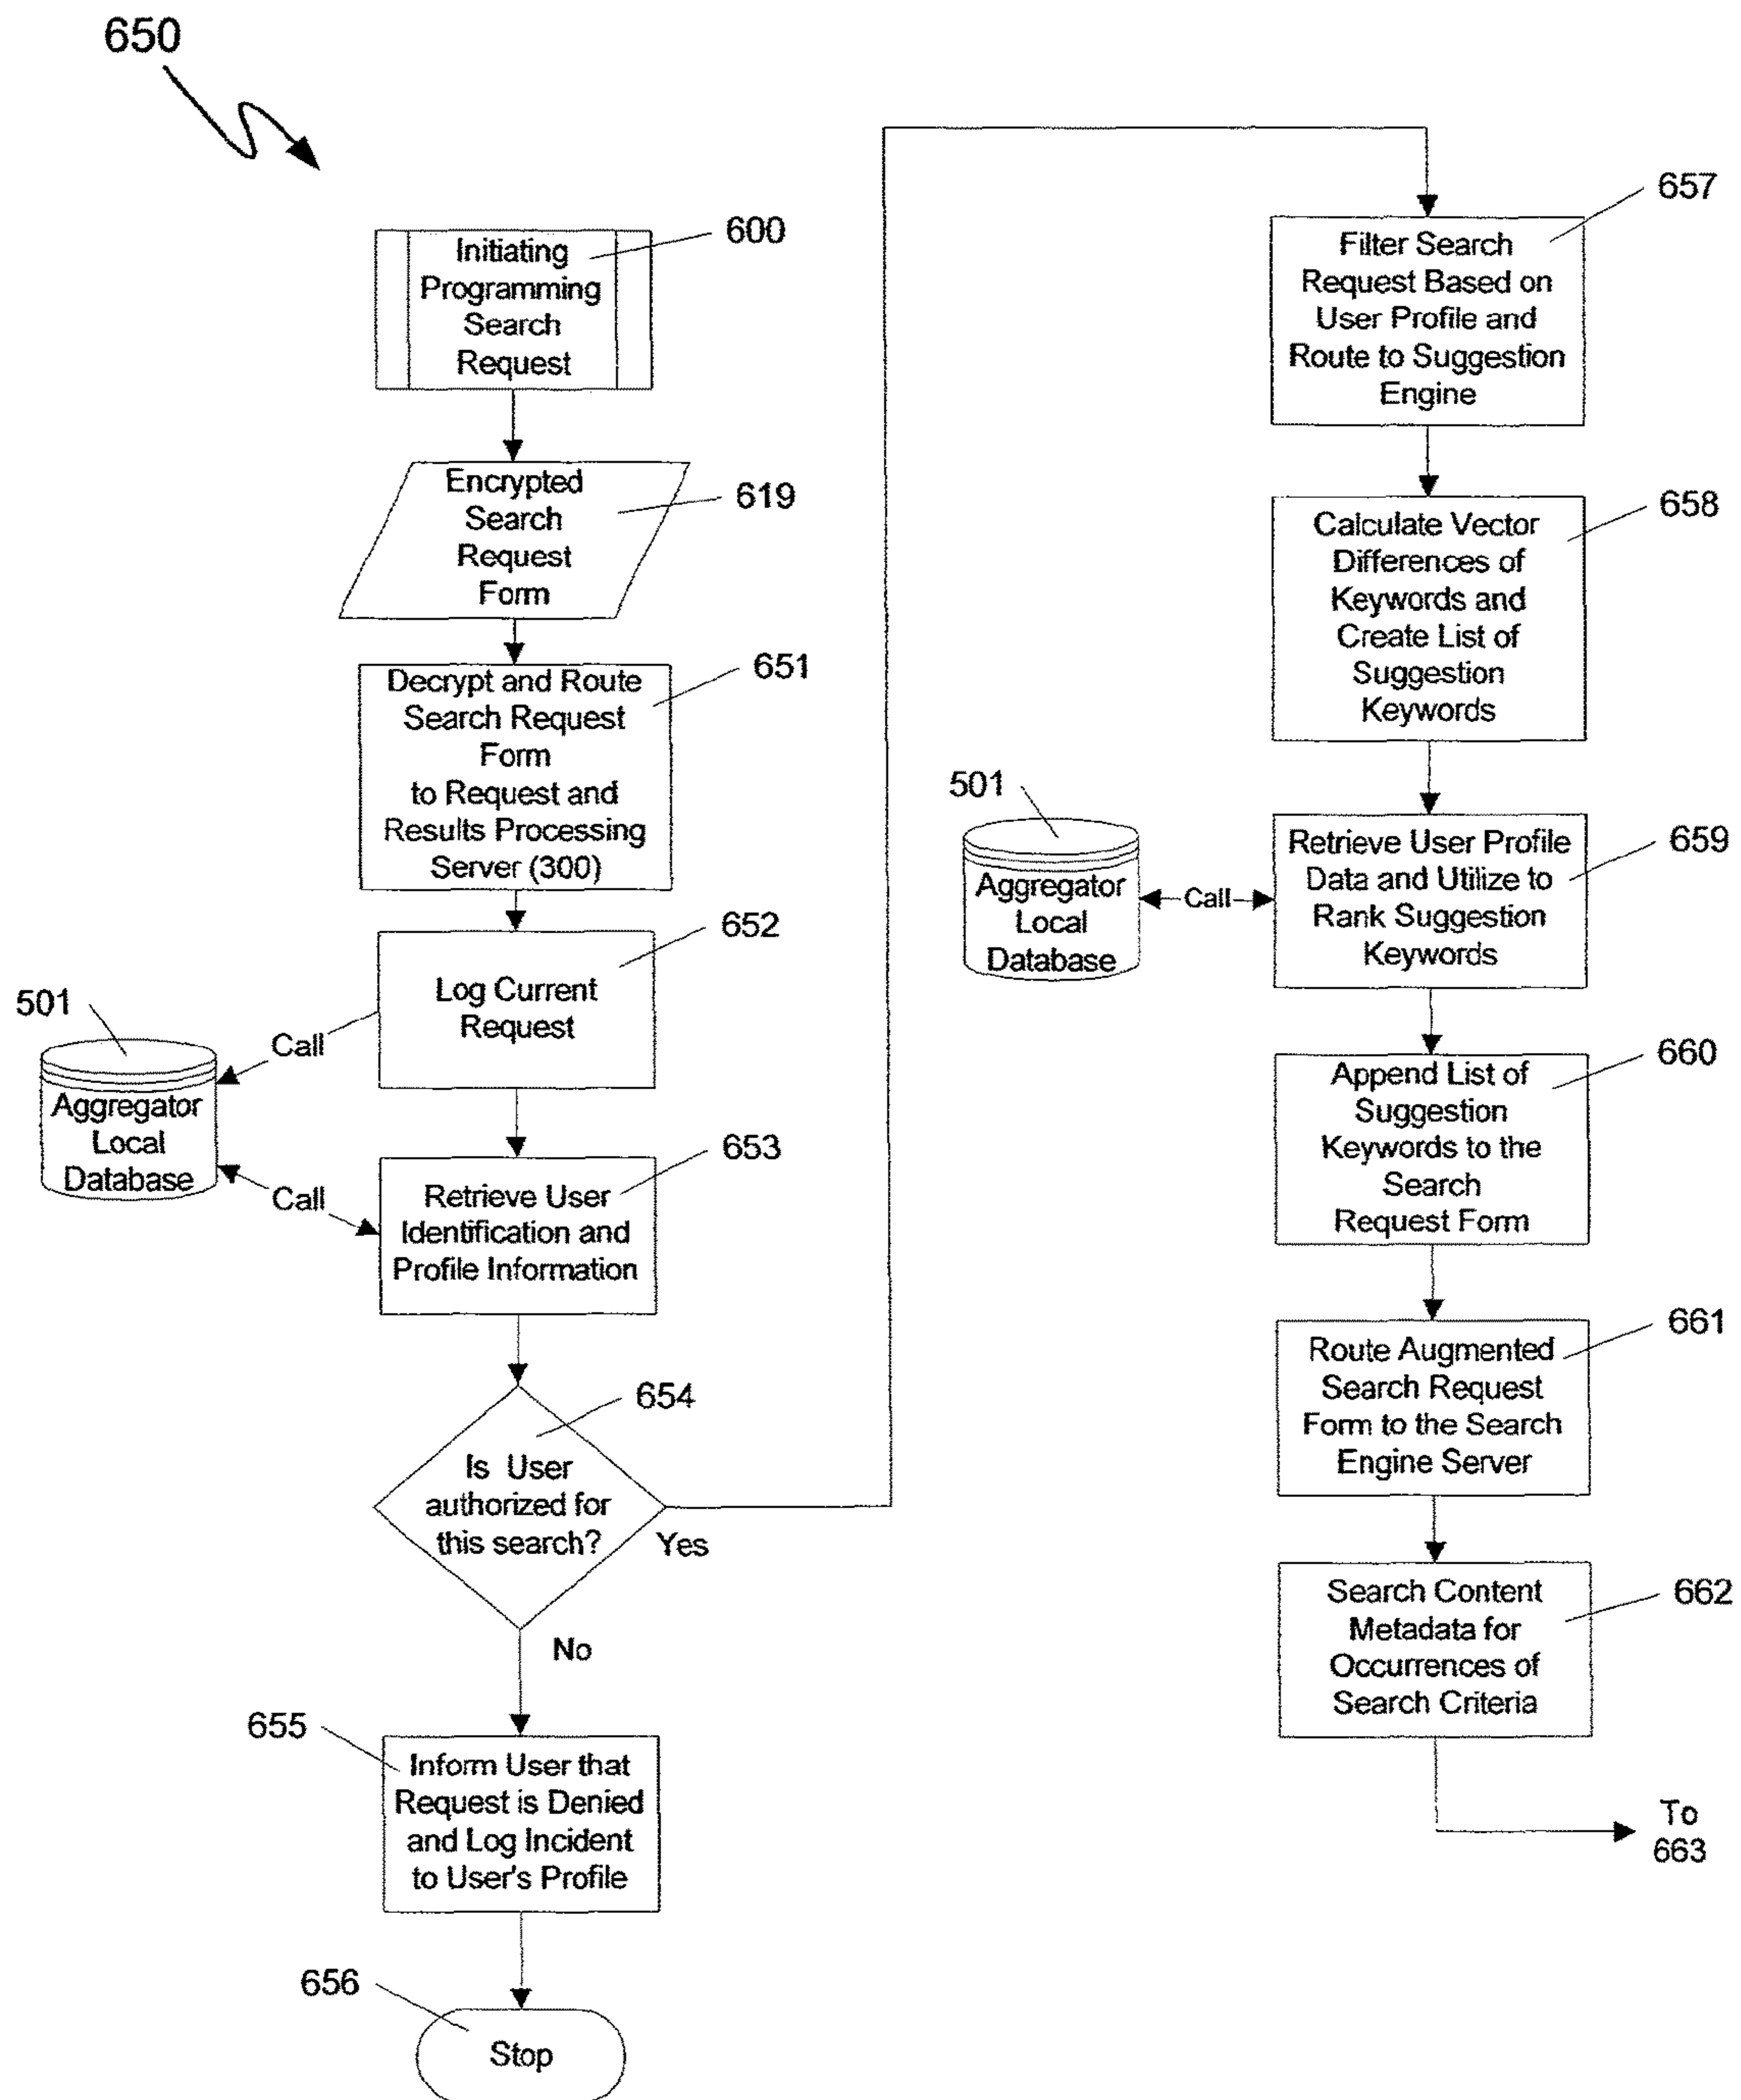 650
600
Initiating
Programming
Search
Request
619
Encrypted
Search
Request
Form
651
Decrypt and Route
Search Request
Form
to Request and
Results Processing
Server (300)
652
Log Current
Request
501
Call
Aggregator
Local
Database
Call
653
Retrieve User
Identification and
Profile Information
654
Is User
authorized for
this search?
Yes
No
655
Inform User that
Request is Denied
and Log Incident
to User's Profile
656
Stop
657
Filter Search
Request Based on
User Profile and
Route to Suggestion
Engine
658
Calculate Vector
Differences of
Keywords and
Create List of
Suggestion
Keywords
501
Aggregator
Local
Database
Call
659
Retrieve User Profile
Data and Utilize to
Rank Suggestion
Keywords
660
Append List of
Suggestion
Keywords to the
Search
Request Form
661
Route Augmented
Search Request
Form to the Search
Engine Server
662
Search Content
Metadata for
Occurrences of
Search Criteria
To
663